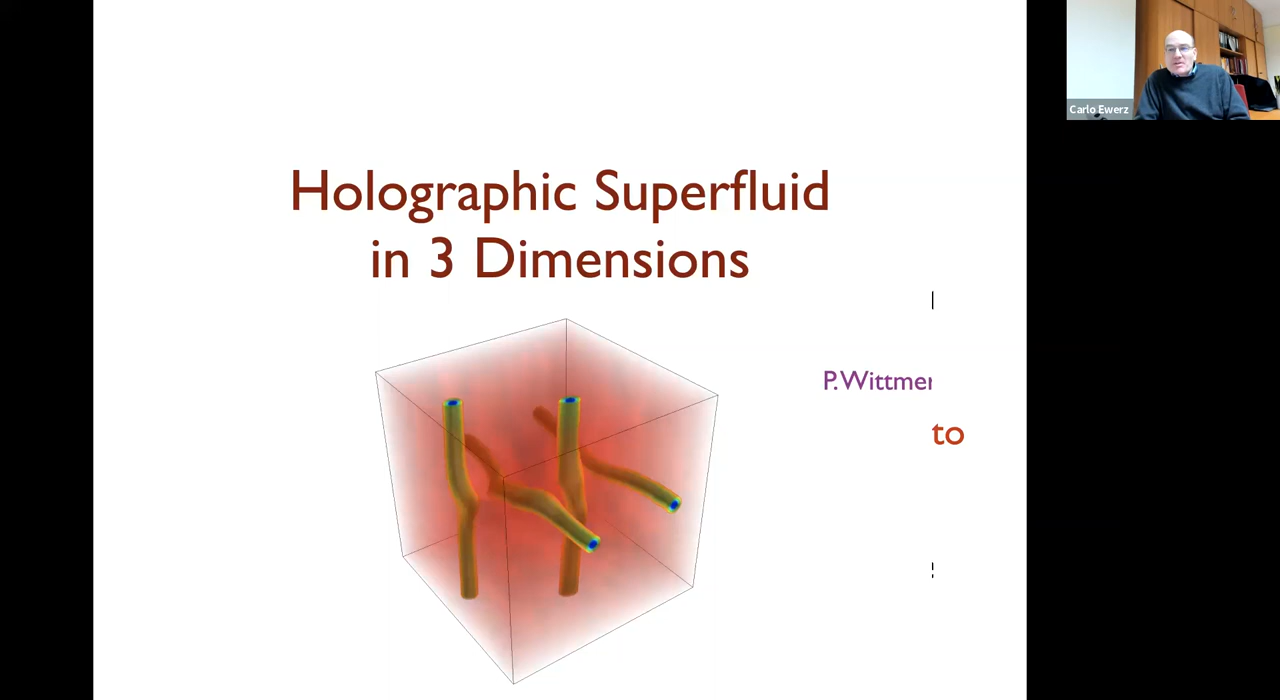 Carlo Ewerz
Holographic Superfluid
in 3 Dimensions
P. Wittmer
to